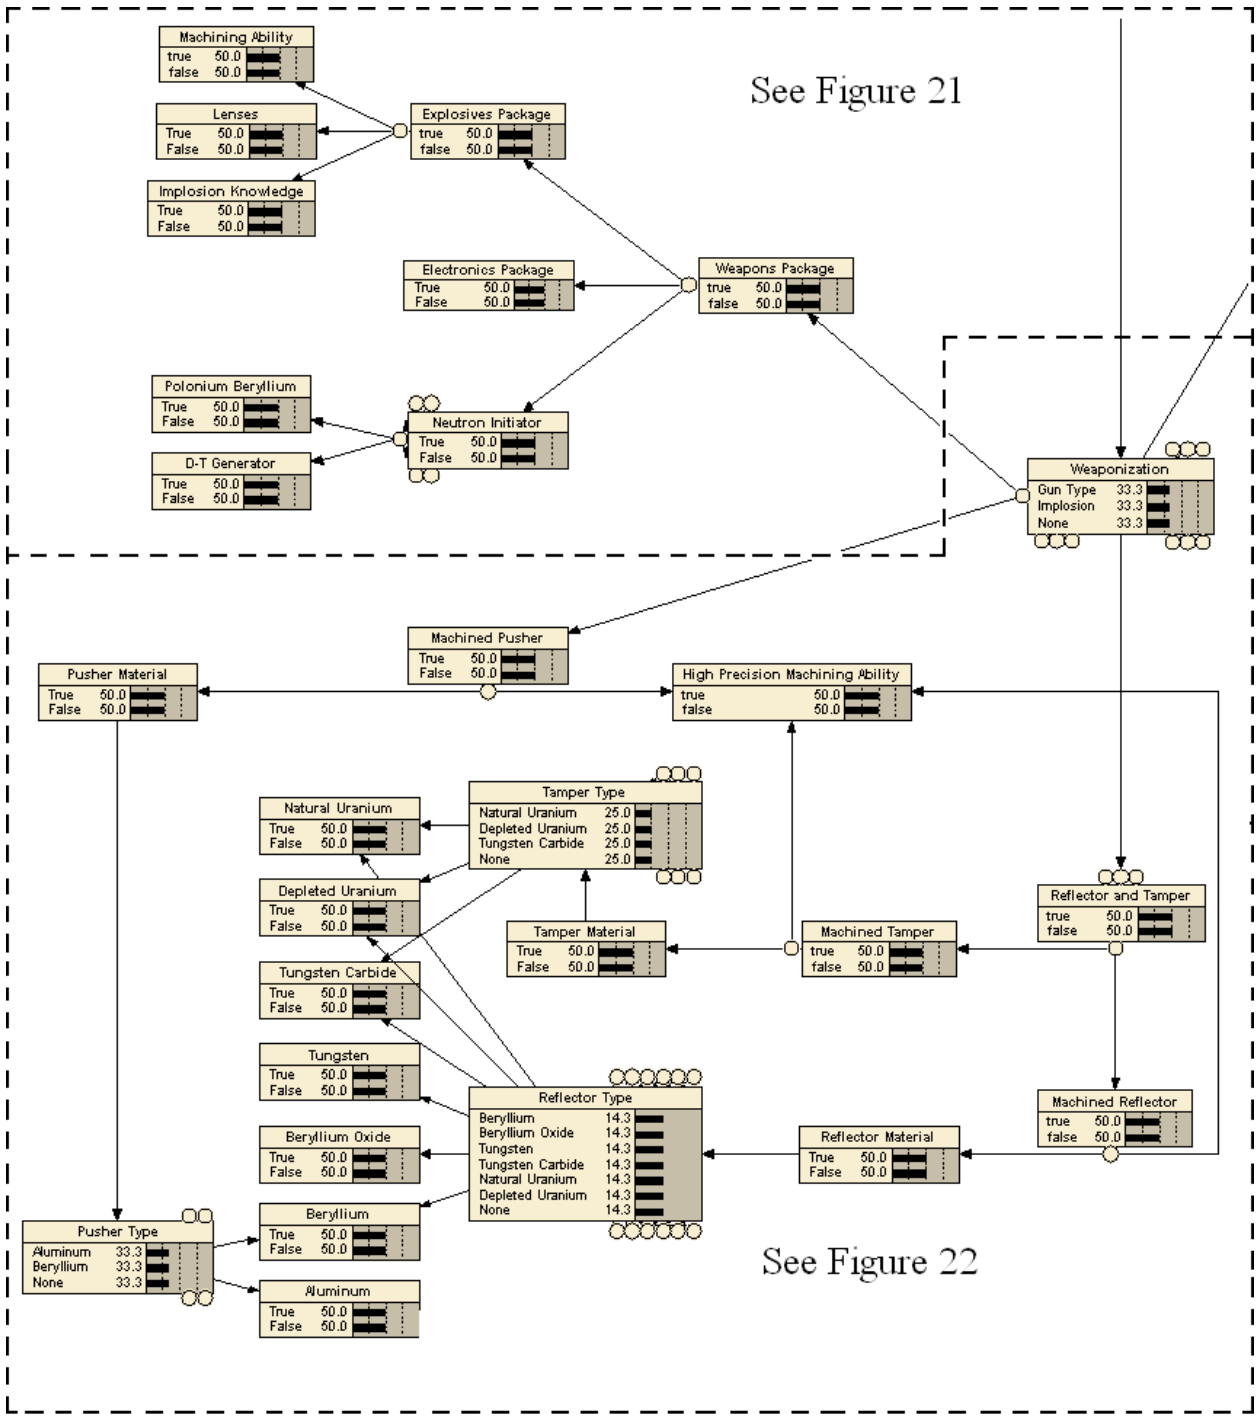 Machining Ability
true 50.0
false 50.0
See Figure 21
Lenses
True 50.0
False 50.0
Explosives Package
true 50.0
false 50.0
Implosion Knowledge
True 50.0
False 50.0
Electronics Package
True 50.0
False 50.0
Weapons Package
true 50.0
false 50.0
Polonium Beryllium
True 50.0
False 50.0
Neutron Initiator
True 50.0
False 50.0
D-T Generator
True 50.0
False 50.0
Weaponization
Gun Type 33.3
Implosion 33.3
None 33.3
Machined Pusher
True 50.0
False 50.0
Pusher Material
True 50.0
False 50.0
High Precision Machining Ability
true 50.0
false 50.0
Tamper Type
Natural Uranium 25.0
Depleted Uranium 25.0
Tungsten Carbide 25.0
None 25.0
Natural Uranium
True 50.0
False 50.0
Depleted Uranium
True 50.0
False 50.0
Reflector and Tamper
true 50.0
false 50.0
Tamper Material
True 50.0
False 50.0
Machined Tamper
true 50.0
false 50.0
Tungsten Carbide
True 50.0
False 50.0
Tungsten
True 50.0
False 50.0
Reflector Type
Beryllium 14.3
Beryllium Oxide 14.3
Tungsten 14.3
Tungsten Carbide 14.3
Natural Uranium 14.3
Depleted Uranium 14.3
None 14.3
Machined Reflector
true 50.0
false 50.0
Beryllium Oxide
True 50.0
False 50.0
Reflector Material
True 50.0
False 50.0
Beryllium
True 50.0
False 50.0
Pusher Type
Aluminum 33.3
Beryllium 33.3
None 33.3
See Figure 22
Aluminum
True 50.0
False 50.0